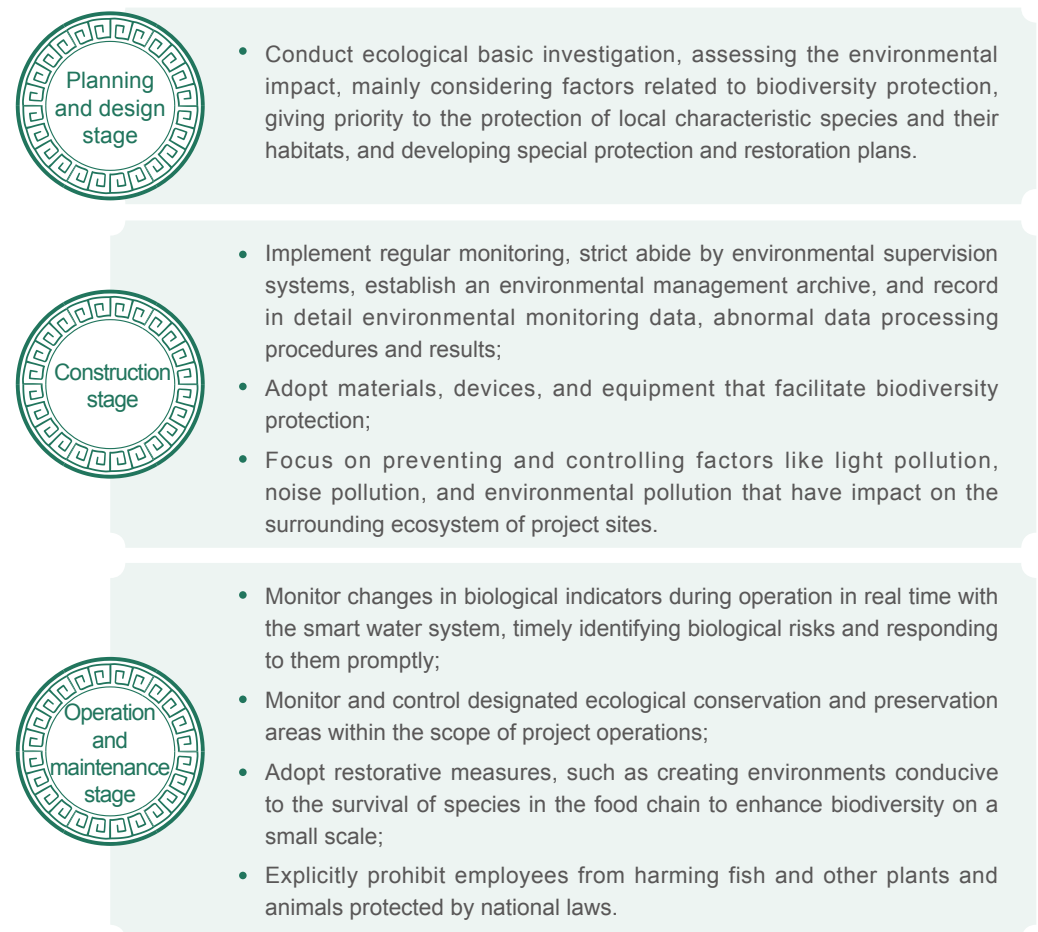 Planning
and design
stage
• Conduct ecological basic investigation, assessing the environmental
impact, mainly considering factors related to biodiversity protection,
giving priority to the protection of local characteristic species and their
habitats, and developing special protection and restoration plans.
Construction
stage
• Implement regular monitoring, strict abide by environmental supervision
systems, establish an environmental management archive, and record
in detail environmental monitoring data, abnormal data processing
procedures and results;
• Adopt materials, devices, and equipment that facilitate biodiversity
protection;
• Focus on preventing and controlling factors like light pollution,
noise pollution, and environmental pollution that have impact on the
surrounding ecosystem of project sites.
Operation
and
maintenance
stage
• Monitor changes in biological indicators during operation in real time with
the smart water system, timely identifying biological risks and responding
to them promptly;
• Monitor and control designated ecological conservation and preservation
areas within the scope of project operations;
• Adopt restorative measures, such as creating environments conducive
to the survival of species in the food chain to enhance biodiversity on a
small scale;
• Explicitly prohibit employees from harming fish and other plants and
animals protected by national laws.